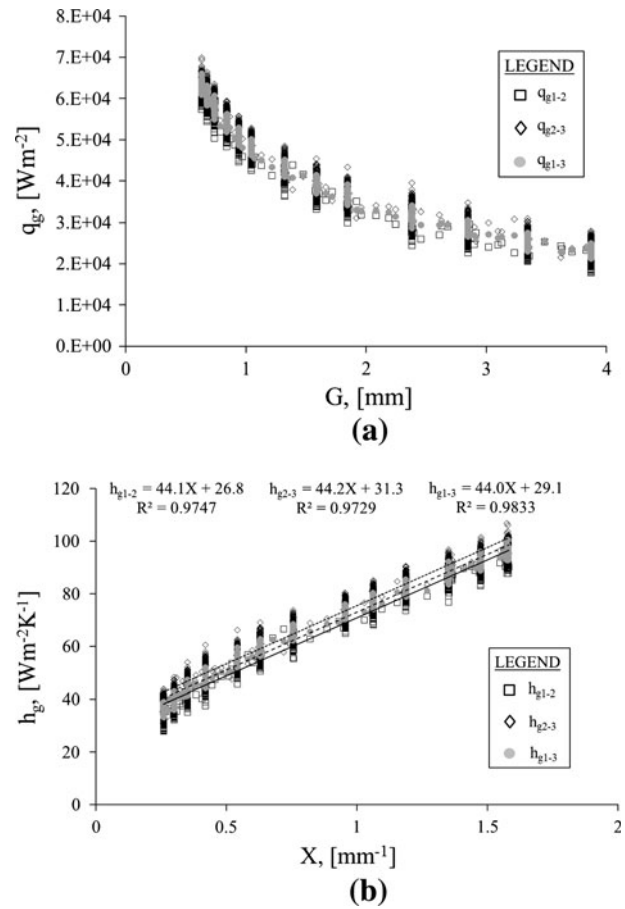 8.E+04
7.E+04
6.E+04
5.E+04
4.E+04
3.E+04
2.E+04
1.E+04
0.E+00
qg, [Wm-2]
LEGEND
qg1-2
qg2-3
qg1-3
0 1 2 3 4
G, [mm]
(a)
hg1-2 = 44.1X + 26.8 hg2-3 = 44.2X + 31.3 hg1-3 = 44.0X + 29.1
R² = 0.9747 R² = 0.9729 R² = 0.9833
120
100
80
60
40
20
0
hg, [Wm-2K-1]
LEGEND
hg1-2
hg2-3
hg1-3
0 0.5 1 1.5 2
X, [mm-1]
(b)